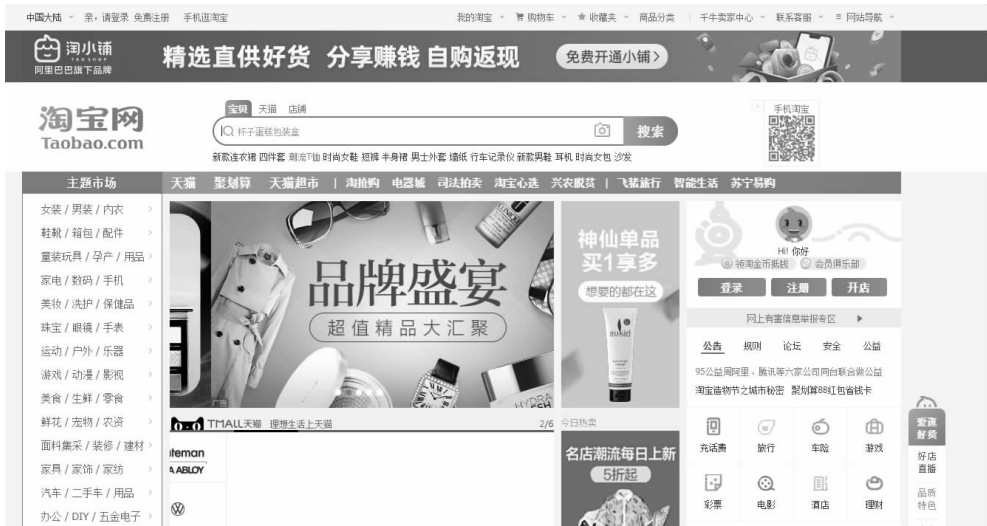 中国大陆 亲，请登录 免费注册 手机逛淘宝 我的淘宝 购物车 收藏夹 商品分类 千牛卖家中心 联系客服 网站导航
淘小铺
TAO SHOP
阿里巴巴旗下品牌
精选直供好货 分享赚钱 自购返现
免费开通小铺>
淘宝网
Taobao.com
宝贝 天猫 店铺
杯子蛋糕包装盒
搜索
新款连衣裙 四件套 潮流T恤 时尚女鞋 短裤 半身裙 男士外套 墙纸 行车记录仪 新款男鞋 耳机 时尚女包 沙发
手机淘宝
主题市场 天猫 聚划算 天猫超市 | 淘抢购 电器城 司法拍卖 淘宝心选 兴农脱贫 | 飞猪旅行 智能生活 苏宁易购
女装 / 男装 / 内衣
鞋靴 / 箱包 / 配件
童装玩具 / 孕产 / 用品
家电 / 数码 / 手机
美妆 / 洗护 / 保健品
珠宝 / 眼镜 / 手表
运动 / 户外 / 乐器
游戏 / 动漫 / 影视
美食 / 生鲜 / 零食
鲜花 / 宠物 / 农资
面料集采 / 装修 / 建材
家具 / 家饰 / 家纺
汽车 / 二手车 / 用品
办公 / DIY / 五金电子
品牌盛宴
超值精品大汇聚
广告
HYDRA
TMALL天猫 理想生活上天猫 2/6
teman
A ABLOY
神仙单品
买1享多
想要的都在这
sukin
今日热卖
名店潮流每日上新
5折起
Hi! 你好
领淘金币抵钱 会员俱乐部
登录 注册 开店
网上有害信息举报专区
公告 规则 论坛 安全 公益
95公益周阿里、腾讯等六家公司同台联合做公益
淘宝造物节之城市秘密 聚划算88红包省钱卡
充话费 旅行 车险 游戏
彩票 电影 酒店 理财
爱逛
好货
好店
直播
品质
特色